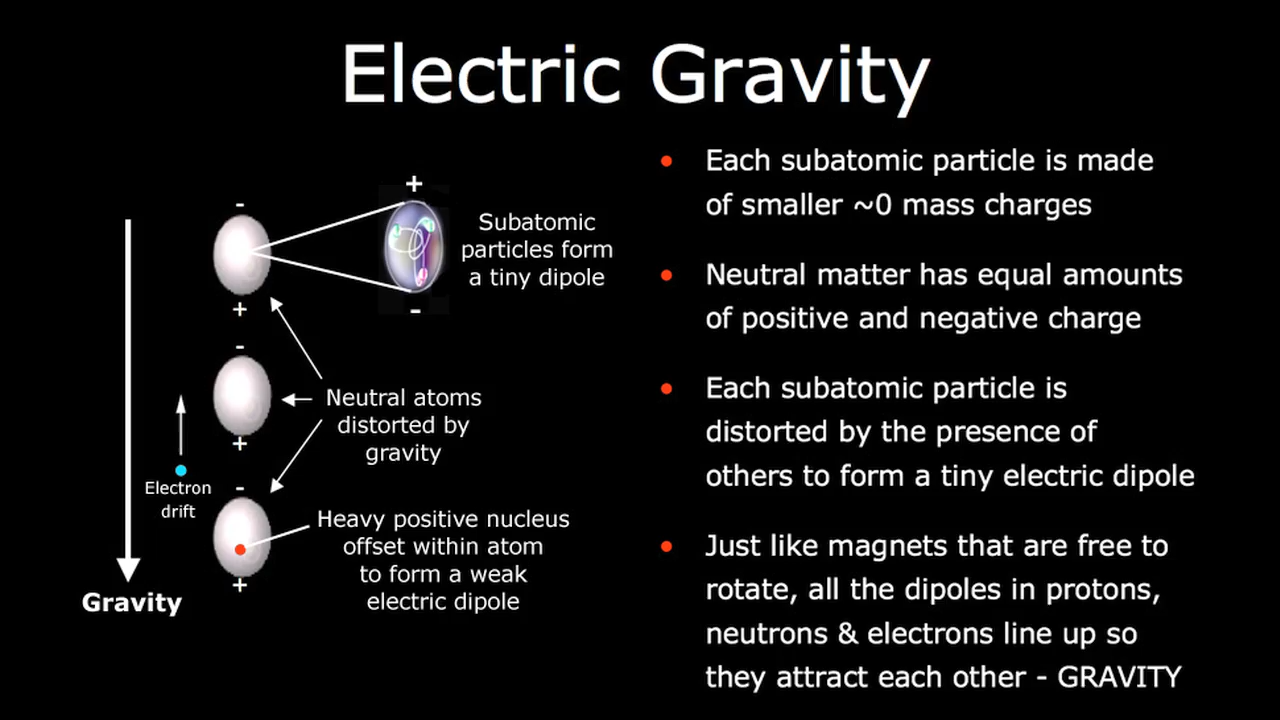 Electric Gravity
+
-
Subatomic
particles form
a tiny dipole
-
+
-
Neutral atoms
distorted by
gravity
+
-
Electron
drift
-
Heavy positive nucleus
offset within atom
to form a weak
electric dipole
+
Gravity
• Each subatomic particle is made
of smaller ~0 mass charges
• Neutral matter has equal amounts
of positive and negative charge
• Each subatomic particle is
distorted by the presence of
others to form a tiny electric dipole
• Just like magnets that are free to
rotate, all the dipoles in protons,
neutrons & electrons line up so
they attract each other - GRAVITY